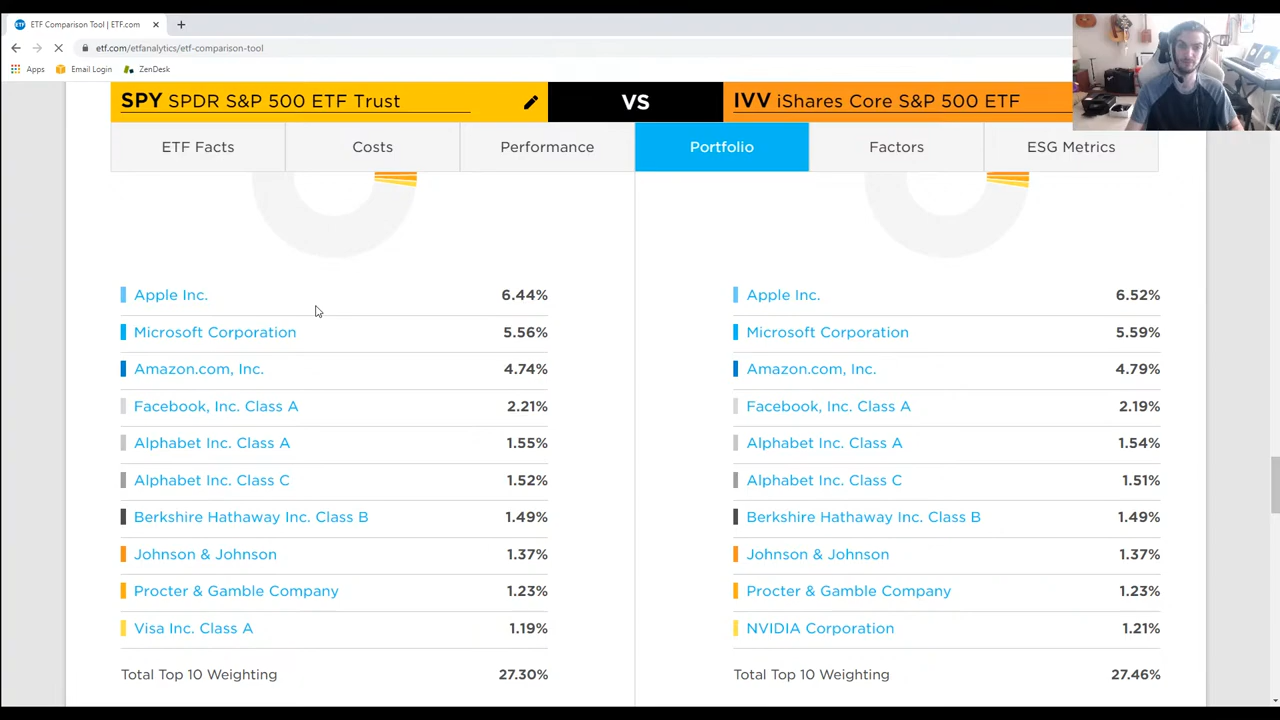 ETF Comparison Tool | ETF.com
etf.com/etfanalytics/etf-comparison-tool
Apps Email Login ZenDesk
SPY SPDR S&P 500 ETF Trust VS IVV iShares Core S&P 500 ETF
ETF Facts Costs Performance Portfolio Factors ESG Metrics
Apple Inc. 6.44% Apple Inc. 6.52%
Microsoft Corporation 5.56% Microsoft Corporation 5.59%
Amazon.com, Inc. 4.74% Amazon.com, Inc. 4.79%
Facebook, Inc. Class A 2.21% Facebook, Inc. Class A 2.19%
Alphabet Inc. Class A 1.55% Alphabet Inc. Class A 1.54%
Alphabet Inc. Class C 1.52% Alphabet Inc. Class C 1.51%
Berkshire Hathaway Inc. Class B 1.49% Berkshire Hathaway Inc. Class B 1.49%
Johnson & Johnson 1.37% Johnson & Johnson 1.37%
Procter & Gamble Company 1.23% Procter & Gamble Company 1.23%
Visa Inc. Class A 1.19% NVIDIA Corporation 1.21%
Total Top 10 Weighting 27.30% Total Top 10 Weighting 27.46%